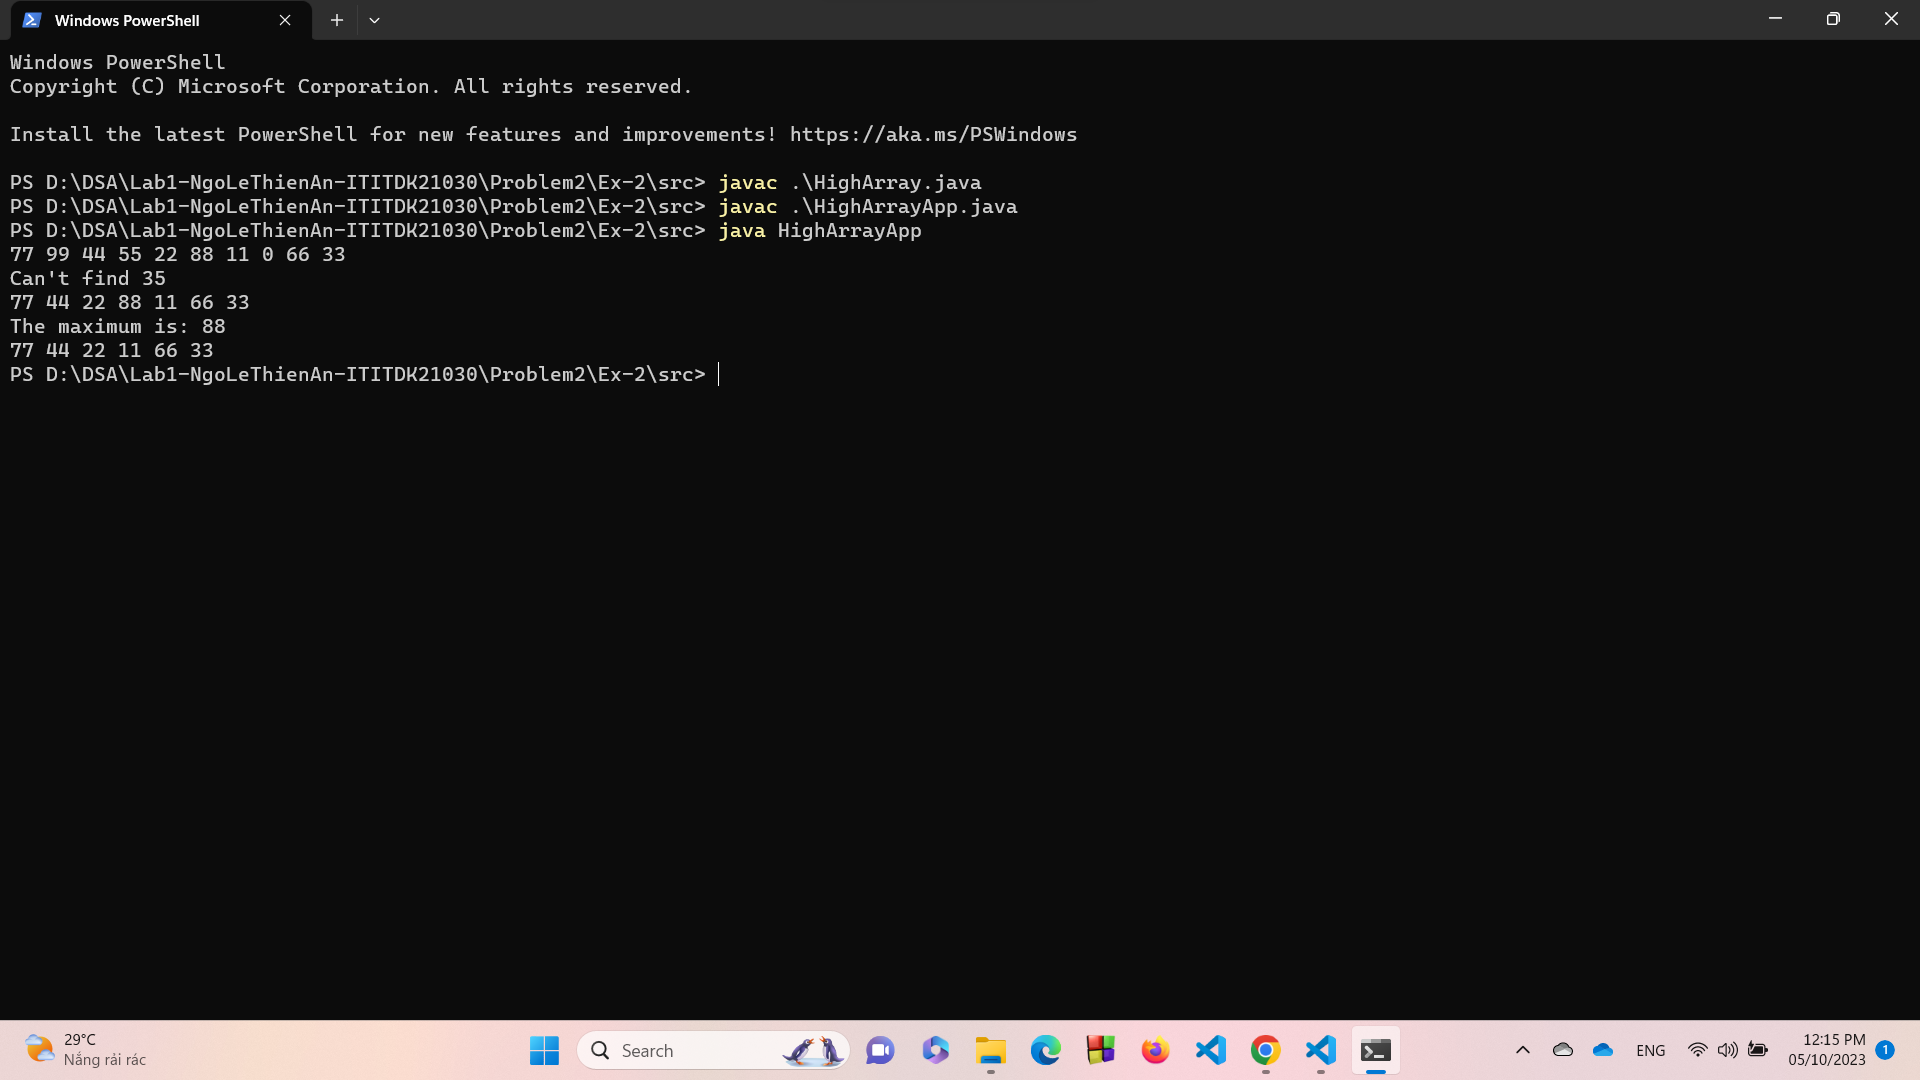 Windows PowerShell
Windows PowerShell
Copyright (C) Microsoft Corporation. All rights reserved.
Install the latest PowerShell for new features and improvements! https://aka.ms/PSWindows
PS D:\DSA\Lab1-NgoLeThienAn-ITITDK21030\Problem2\Ex-2\src> javac .\HighArray.java
PS D:\DSA\Lab1-NgoLeThienAn-ITITDK21030\Problem2\Ex-2\src> javac .\HighArrayApp.java
PS D:\DSA\Lab1-NgoLeThienAn-ITITDK21030\Problem2\Ex-2\src> java HighArrayApp
77 99 44 55 22 88 11 0 66 33
Can't find 35
77 44 22 88 11 66 33
The maximum is: 88
77 44 22 11 66 33
PS D:\DSA\Lab1-NgoLeThienAn-ITITDK21030\Problem2\Ex-2\src>
29°C
Nắng rải rác
Search
ENG
12:15 PM
05/10/2023
1